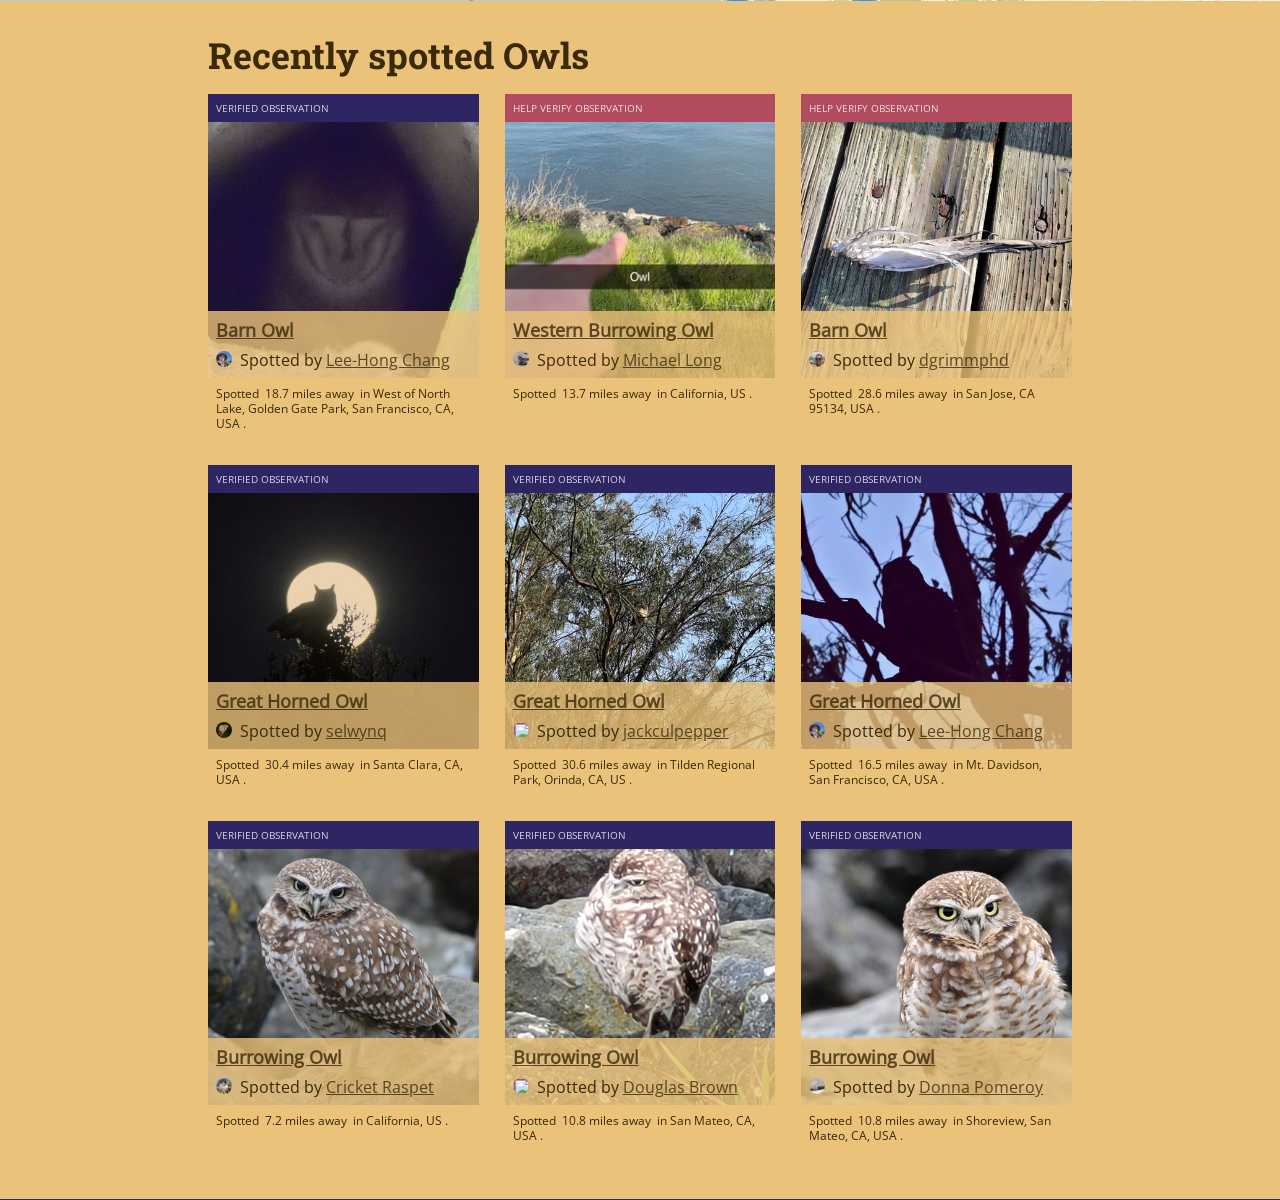 Recently spotted Owls
VERIFIED OBSERVATION
Barn Owl
Spotted by Lee-Hong Chang
Spotted 18.7 miles away in West of North
Lake, Golden Gate Park, San Francisco, CA,
USA .
HELP VERIFY OBSERVATION
Owl
Western Burrowing Owl
Spotted by Michael Long
Spotted 13.7 miles away in California, US .
HELP VERIFY OBSERVATION
Barn Owl
Spotted by dgrimmphd
Spotted 28.6 miles away in San Jose, CA
95134, USA .
VERIFIED OBSERVATION
Great Horned Owl
Spotted by selwynq
Spotted 30.4 miles away in Santa Clara, CA,
USA .
VERIFIED OBSERVATION
Great Horned Owl
Spotted by jackculpepper
Spotted 30.6 miles away in Tilden Regional
Park, Orinda, CA, US .
VERIFIED OBSERVATION
Great Horned Owl
Spotted by Lee-Hong Chang
Spotted 16.5 miles away in Mt. Davidson,
San Francisco, CA, USA .
VERIFIED OBSERVATION
Burrowing Owl
Spotted by Cricket Raspet
Spotted 7.2 miles away in California, US .
VERIFIED OBSERVATION
Burrowing Owl
Spotted by Douglas Brown
Spotted 10.8 miles away in San Mateo, CA,
USA .
VERIFIED OBSERVATION
Burrowing Owl
Spotted by Donna Pomeroy
Spotted 10.8 miles away in Shoreview, San
Mateo, CA, USA .